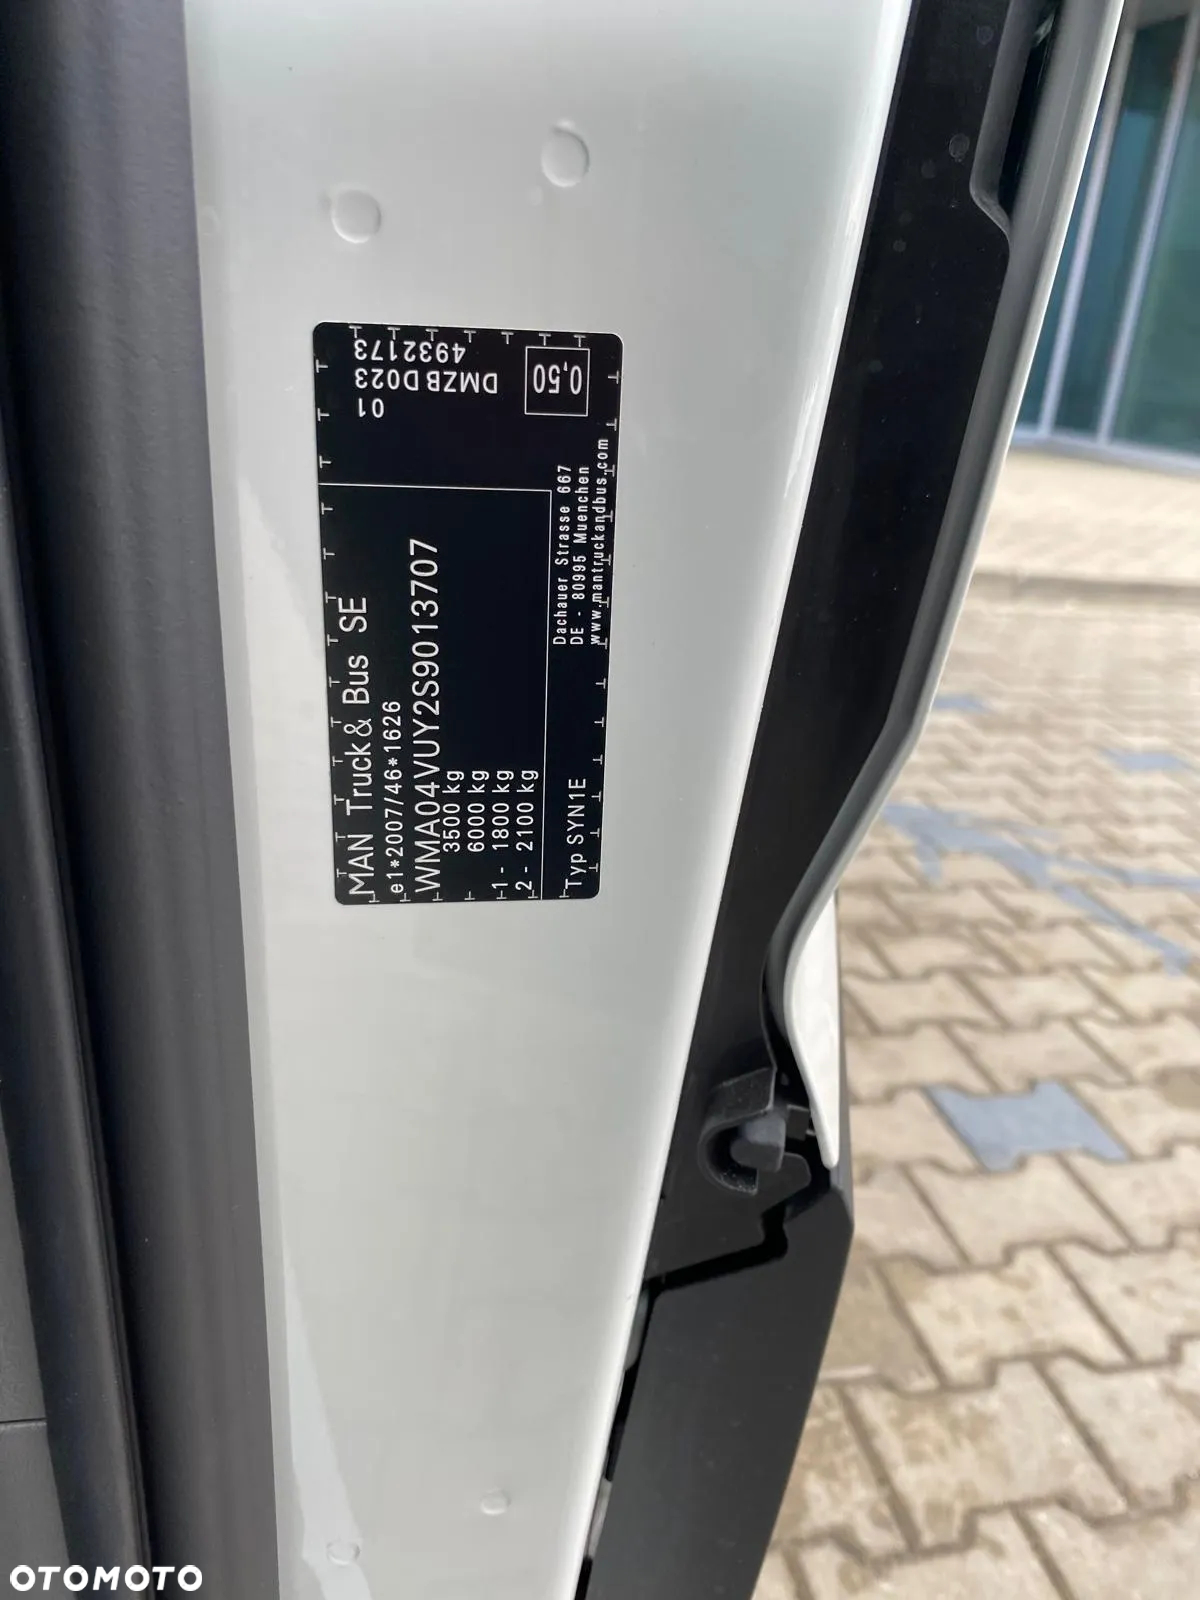 MAN Truck & Bus SE
e1*2007/46*1626
WMA04VUY2S9013707
3500 kg
6000 kg
1 - 1800 kg
2 - 2100 kg
Typ SYN1E
Dachauer Strasse 667
DE - 80995 Muenchen
www.mantruckandbus.com
4932173
DMZB D023
01
0,50
OTOMOTO